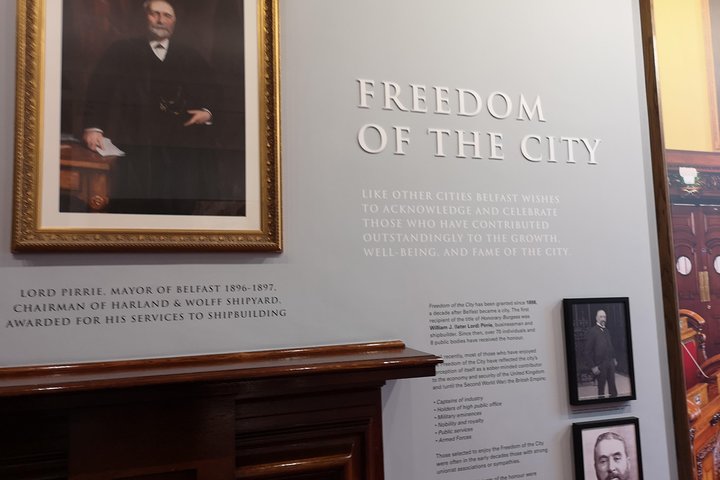 FREEDOM
OF THE CITY
LIKE OTHER CITIES BELFAST WISHES
TO ACKNOWLEDGE AND CELEBRATE
THOSE WHO HAVE CONTRIBUTED
OUTSTANDINGLY TO THE GROWTH,
WELL-BEING, AND FAME OF THE CITY.
LORD PIRRIE, MAYOR OF BELFAST 1896-1897,
CHAIRMAN OF HARLAND & WOLFF SHIPYARD,
AWARDED FOR HIS SERVICES TO SHIPBUILDING
Freedom of the City has been granted since 1898,
a decade after Belfast became a city. The first
recipient of the title of Honorary Burgess was
William J. (later Lord) Pirrie, businessman and
shipbuilder. Since then, over 70 individuals and
8 public bodies have received the honour.
recently, most of those who have enjoyed
Freedom of the City have reflected the city's
perception of itself as a sober-minded contributor
to the economy and security of the United Kingdom
and (until the Second World War) the British Empire:
• Captains of industry
• Holders of high public office
• Military eminences
• Nobility and royalty
• Public services
• Armed Forces
Those selected to enjoy the Freedom of the City
were often in the early decades those with strong
unionist associations or sympathies.
of the honour were